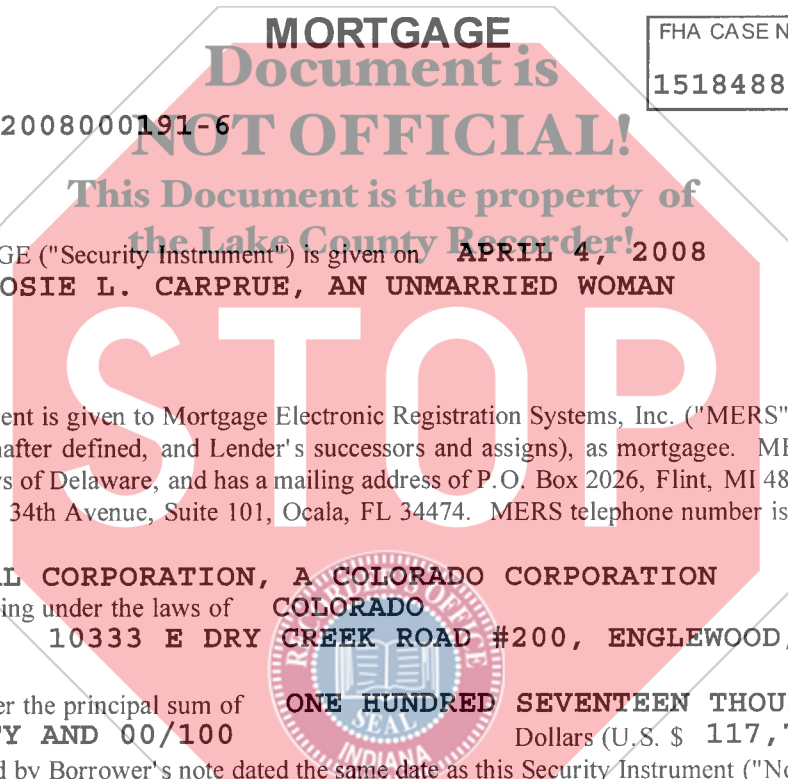 MORTGAGE
FHA CASE N
Document is
1518488
2008000191-6
NOT OFFICIAL!
This Document is the property of
the Lake County Recorder!
GE ("Security Instrument") is given on APRIL 4, 2008
OSIE L. CARPRUE, AN UNMARRIED WOMAN
STOP
ent is given to Mortgage Electronic Registration Systems, Inc. ("MERS"
nafter defined, and Lender's successors and assigns), as mortgagee. ME
vs of Delaware, and has a mailing address of P.O. Box 2026, Flint, MI 48
34th Avenue, Suite 101, Ocala, FL 34474. MERS telephone number is
L CORPORATION, A COLORADO CORPORATION
ing under the laws of COLORADO
10333 E DRY CREEK ROAD #200, ENGLEWOOD,
er the principal sum of ONE HUNDRED SEVENTEEN THOU
TY AND 00/100 Dollars (U.S. $ 117,7
d by Borrower's note dated the same date as this Security Instrument ("No
RECORDER'S OFFICE
SEAL
INDIANA